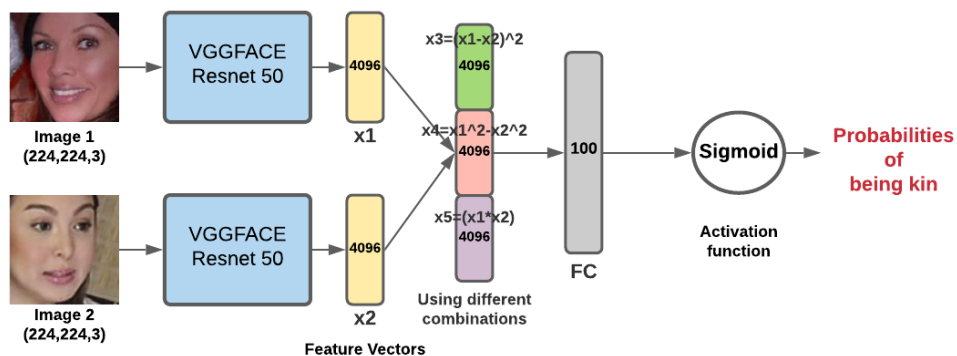 Image 1
(224,224,3)
VGGFACE
Resnet 50
4096
x1
x3=(x1-x2)^2
4096
x4=x1^2-x2^2
4096
x5=(x1*x2)
4096
Using different
combinations
100
FC
Sigmoid
Activation
function
Probabilities
of
being kin
Image 2
(224,224,3)
VGGFACE
Resnet 50
4096
x2
Feature Vectors